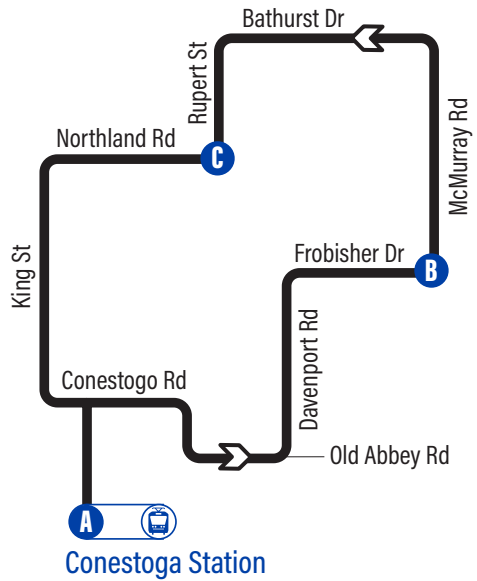 Bathurst Dr
Rupert St
McMurray Rd
Northland Rd
C
King St
Frobisher Dr
B
Davenport Rd
Conestogo Rd
Old Abbey Rd
A
Conestoga Station